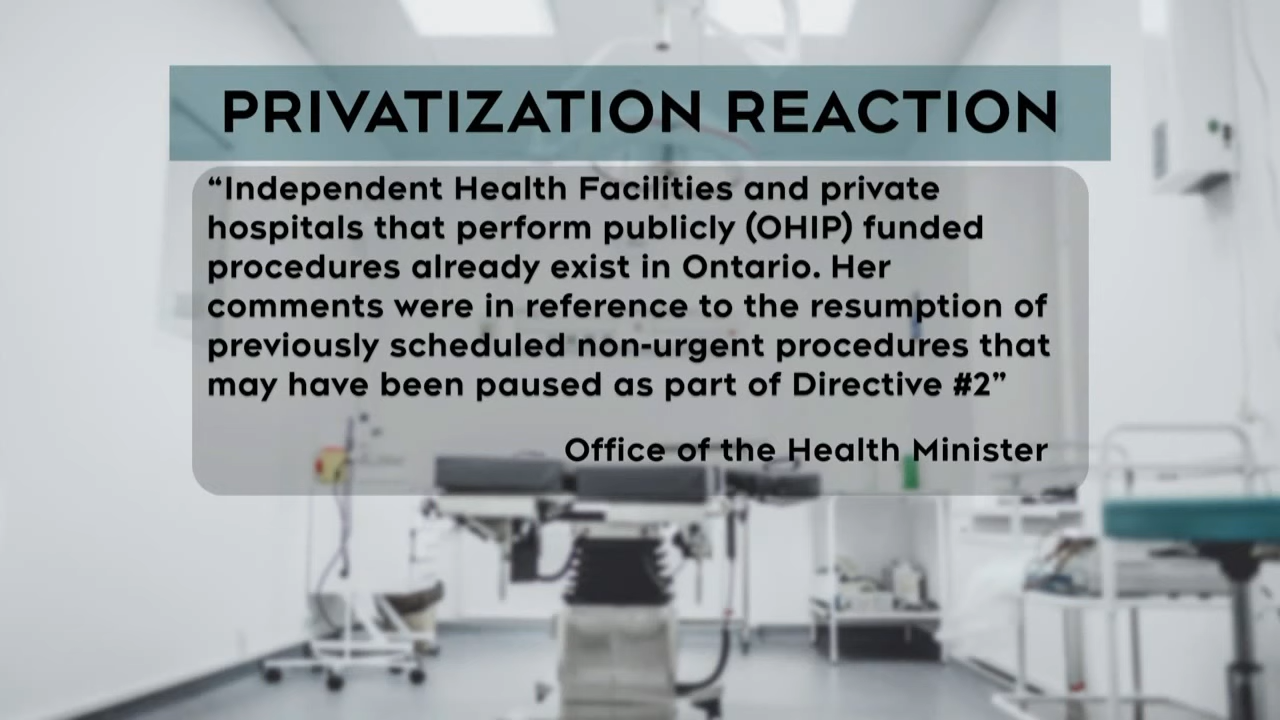 PRIVATIZATION REACTION
“Independent Health Facilities and private
hospitals that perform publicly (OHIP) funded
procedures already exist in Ontario. Her
comments were in reference to the resumption of
previously scheduled non-urgent procedures that
may have been paused as part of Directive #2”
Office of the Health Minister